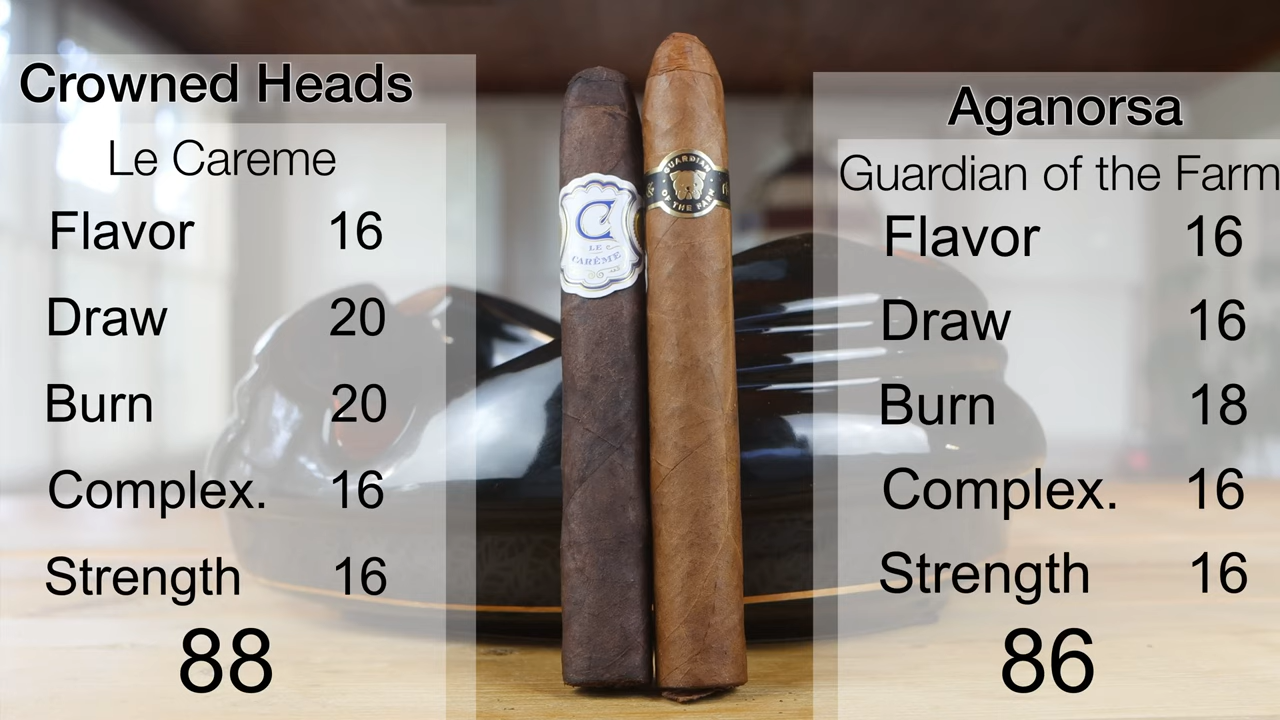 Crowned Heads
Le Careme
Flavor 16
Draw 20
Burn 20
Complex. 16
Strength 16
88
C
LE
CARÊME
GUARDIAN
OF THE FARM
Aganorsa
Guardian of the Farm
Flavor 16
Draw 16
Burn 18
Complex. 16
Strength 16
86